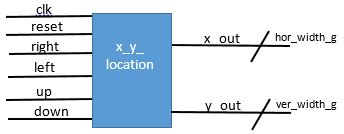 clk
reset
right
left
up
down
x_y_
location
x_out
hor_width_g
y_out
ver_width_g